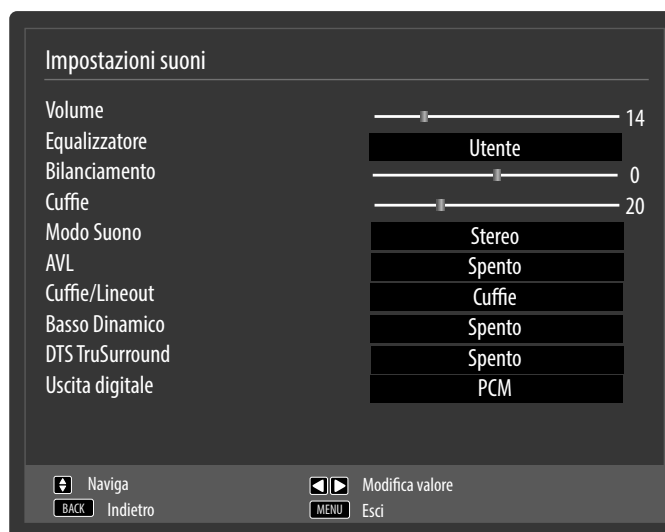 Impostazioni suoni
Volume 14
Equalizzatore Utente
Bilanciamento 0
Cuffie 20
Modo Suono Stereo
AVL Spento
Cuffie/Lineout Cuffie
Basso Dinamico Spento
DTS TruSurround Spento
Uscita digitale PCM
Naviga Modifica valore
BACK Indietro MENU Esci